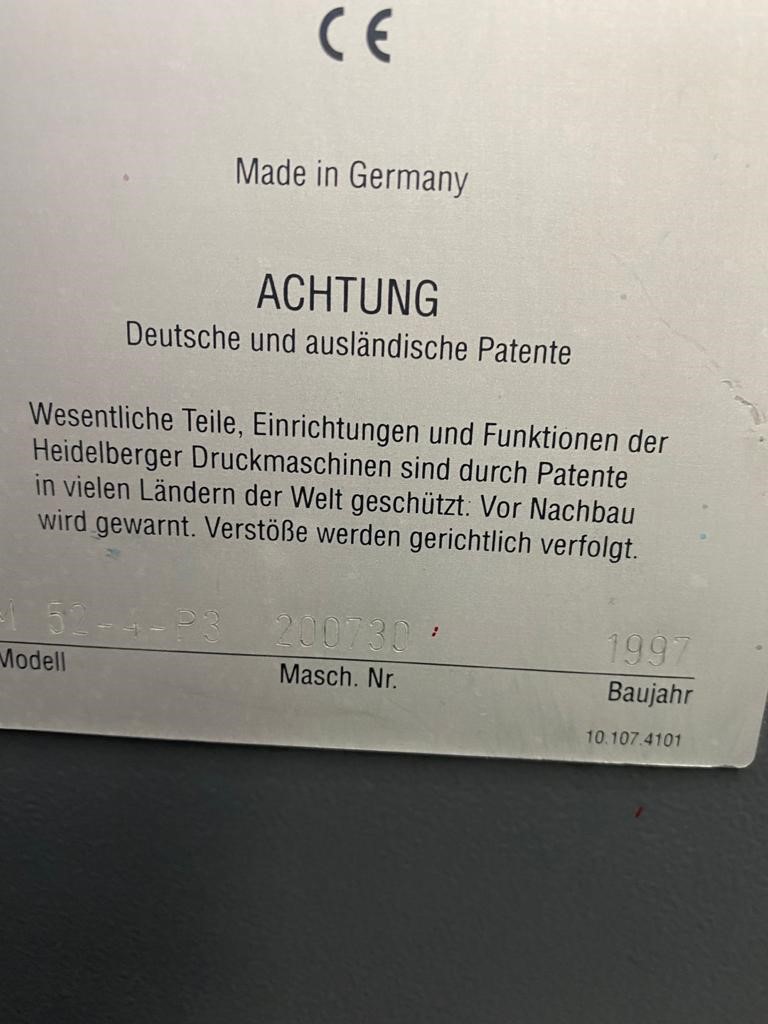 CE
Made in Germany
ACHTUNG
Deutsche und ausländische Patente
Wesentliche Teile, Einrichtungen und Funktionen der
Heidelberger Druckmaschinen sind durch Patente
in vielen Ländern der Welt geschützt. Vor Nachbau
wird gewarnt. Verstöße werden gerichtlich verfolgt.
M 52-4-P3 200730 1997
Modell Masch. Nr. Baujahr
10.107.4101